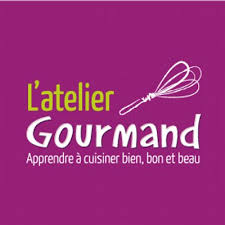 L'atelier
Gourmand
Apprendre à cuisiner bien, bon et beau